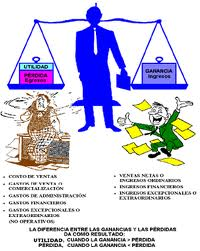 UTILIDAD
PÉRDIDA
Egresos
GANANCIA
Ingresos
• COSTO DE VENTAS
• GASTOS DE VENTA O COMERCIALIZACIÓN
• GASTOS DE ADMINISTRACIÓN
• GASTOS FINANCIEROS
• GASTOS EXCEPCIONALES O EXTRAORDINARIOS
(NO OPERATIVOS)
• VENTAS NETAS O INGRESOS ORDINARIOS
• INGRESOS FINANCIEROS
• INGRESOS EXCEPCIONALES O EXTRAORDINARIOS
LA DIFERENCIA ENTRE LAS GANANCIAS Y LAS PÉRDIDAS
DA COMO RESULTADO:
UTILIDAD, CUANDO LA GANANCIA > PÉRDIDA
PÉRDIDA, CUANDO LA GANANCIA < PÉRDIDA